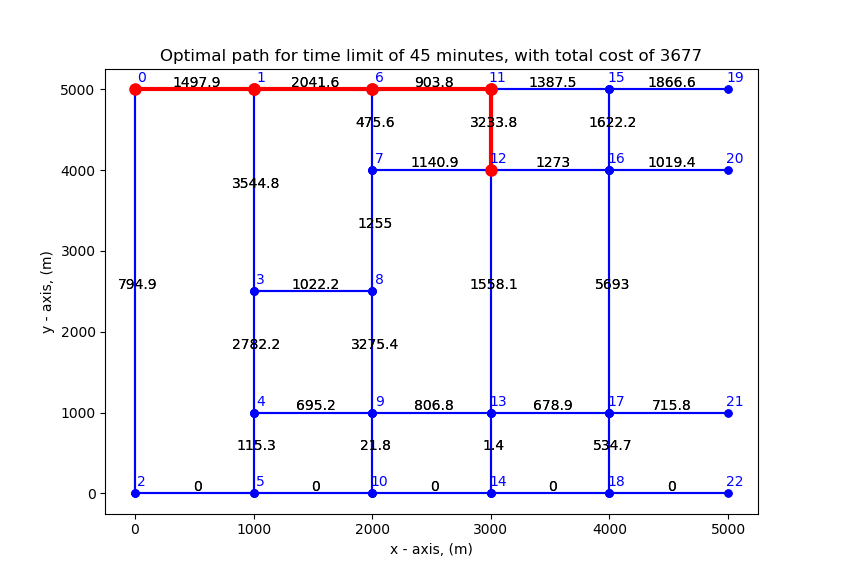 Optimal path for time limit of 45 minutes, with total cost of 3677
0 1 6 11 15 19
1497.9 2041.6 903.8 1387.5 1866.6
5000
475.6 3233.8 1622.2
7 12 16 20
1140.9 1273 1019.4
4000
3544.8
1255
3000
3 8
794.9 1022.2 1558.1 5693
2000
2782.2 3275.4
4 9 13 17 21
695.2 806.8 678.9 715.8
1000
115.3 21.8 1.4 534.7
2 5 10 14 18 22
0 0 0 0 0
0
0 1000 2000 3000 4000 5000
x - axis, (m)
y - axis, (m)